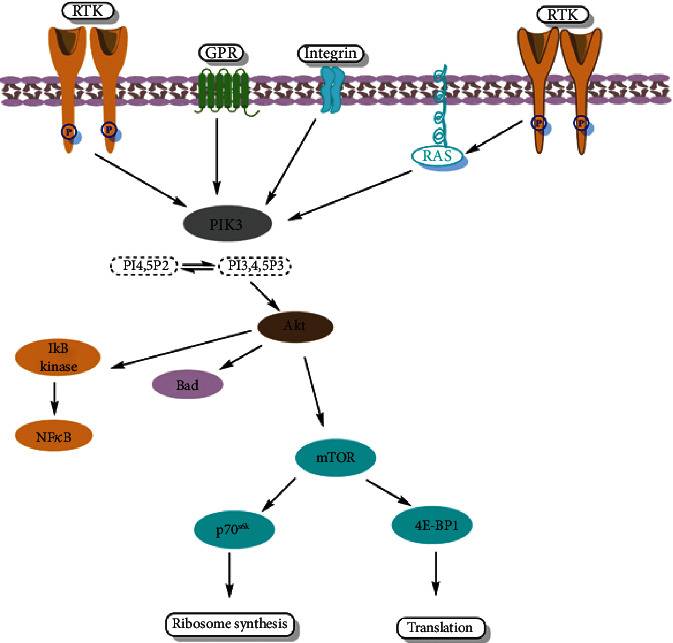 RTK
RTK
GPR
Integrin
P
P
P
P
RAS
PIK3
PI4,5P2
PI3,4,5P3
Akt
IkB
kinase
Bad
NFκB
mTOR
p70ˢ⁶ᵏ
4E-BP1
Ribosome synthesis
Translation